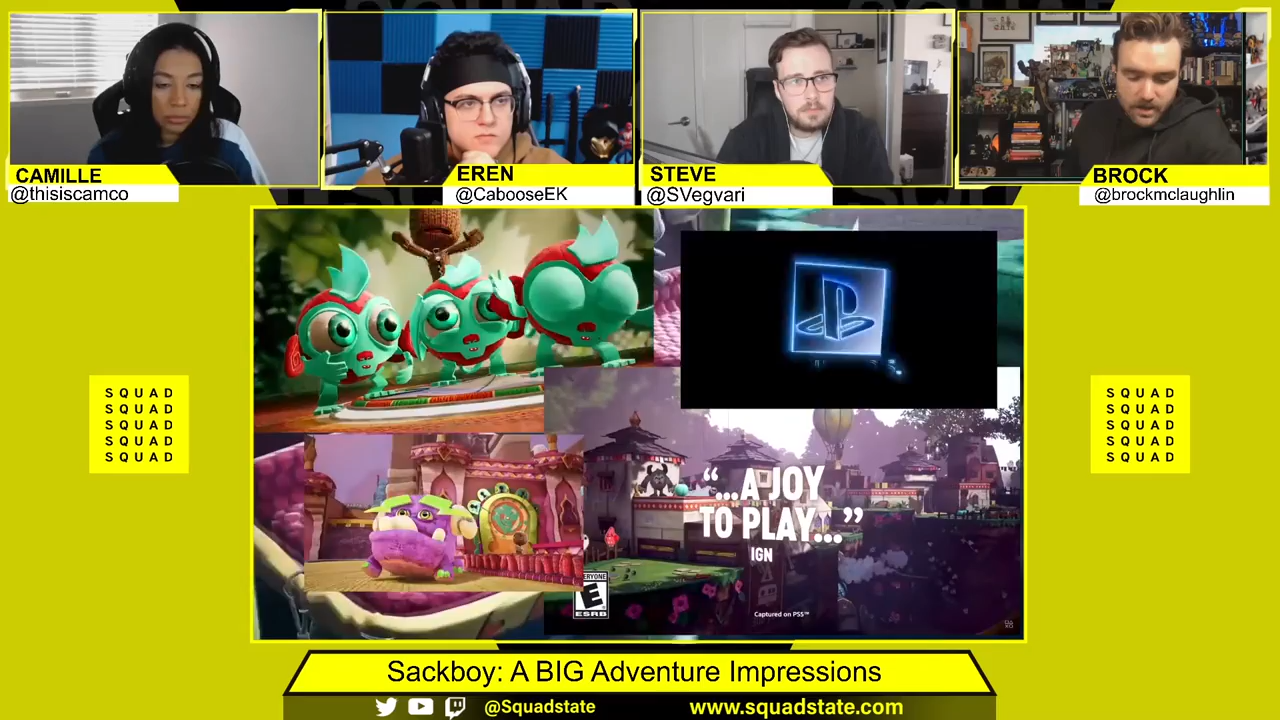 CAMILLE
@thisiscamco
EREN
@CabooseEK
STEVE
@SVegvari
BROCK
@brockmclaughlin
SQUAD
SQUAD
SQUAD
SQUAD
SQUAD
SQUAD
SQUAD
SQUAD
SQUAD
SQUAD
“...A JOY
TO PLAY...”
IGN
EVERYONE
E
ESRB
Captured on PS5™
Sackboy: A BIG Adventure Impressions
@Squadstate
www.squadstate.com